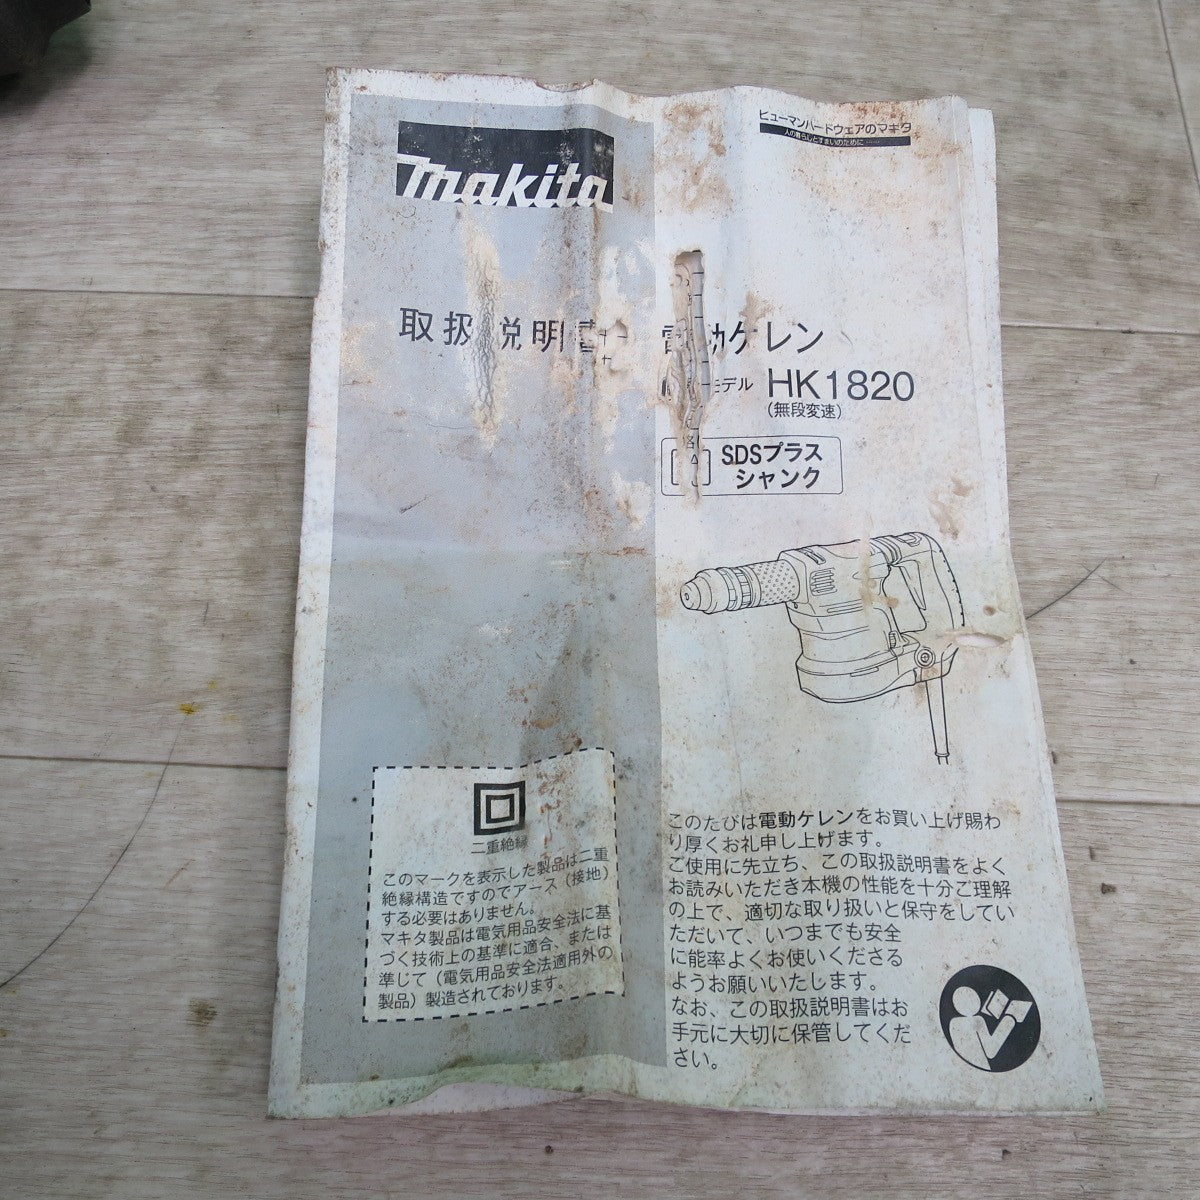 makita
ヒューマンハードウェアのマキタ
人の暮らしとすまいのために……
取扱説明書
電動ケレン
モデル HK1820
(無段変速)
SDSプラス
シャンク
二重絶縁
このマークを表示した製品は二重
絶縁構造ですのでアース（接地）
する必要はありません。
マキタ製品は電気用品安全法に基
づく技術上の基準に適合、または
準じて（電気用品安全法適用外の
製品）製造されております。
このたびは電動ケレンをお買い上げ賜わ
り厚くお礼申し上げます。
ご使用に先立ち、この取扱説明書をよく
お読みいただき本機の性能を十分ご理解
の上で、適切な取り扱いと保守をしてい
ただいて、いつまでも安全
に能率よくお使いくださる
ようお願いいたします。
なお、この取扱説明書はお
手元に大切に保管してくだ
さい。